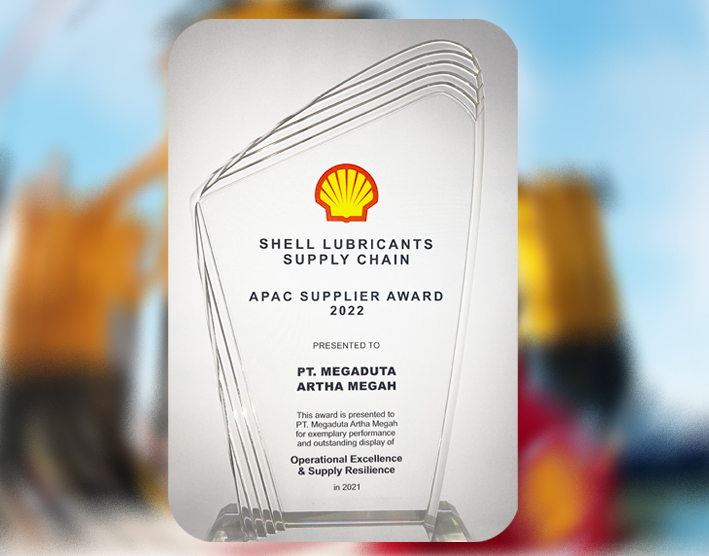 SHELL LUBRICANTS
SUPPLY CHAIN
APAC SUPPLIER AWARD
2022
PRESENTED TO
PT. MEGADUTA
ARTHA MEGAH
This award is presented to
PT. Megaduta Artha Megah
for exemplary performance
and outstanding display of
Operational Excellence
& Supply Resilience
in 2021